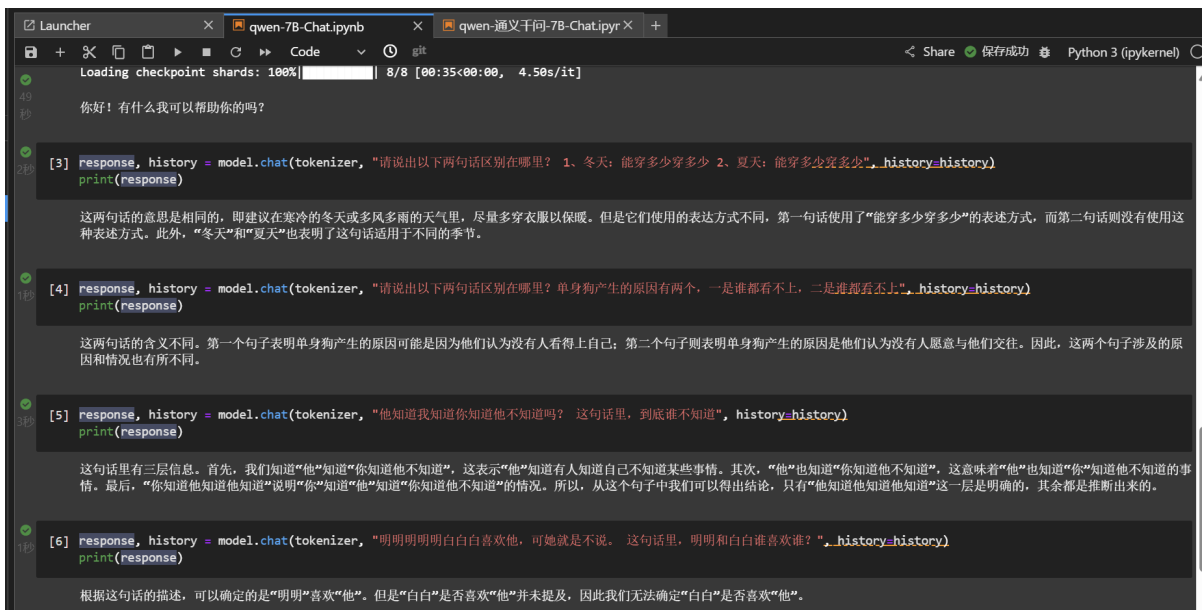 Launcher
qwen-7B-Chat.ipynb
qwen-通义千问-7B-Chat.ipyr
Code
git
Share
保存成功
Python 3 (ipykernel)
Loading checkpoint shards: 100%| | 8/8 [00:35<00:00, 4.50s/it]
49
秒
你好！有什么我可以帮助你的吗？
2秒
[3] response, history = model.chat(tokenizer, "请说出以下两句话区别在哪里？ 1、冬天：能穿多少穿多少 2、夏天：能穿多少穿多少", history=history)
print(response)
这两句话的意思是相同的，即建议在寒冷的冬天或多风多雨的天气里，尽量多穿衣服以保暖。但是它们使用的表达方式不同，第一句话使用了“能穿多少穿多少”的表述方式，而第二句话则没有使用这
种表述方式。此外，“冬天”和“夏天”也表明了这句话适用于不同的季节。
1秒
[4] response, history = model.chat(tokenizer, "请说出以下两句话区别在哪里？单身狗产生的原因有两个，一是谁都看不上，二是谁都看不上", history=history)
print(response)
这两句话的含义不同。第一个句子表明单身狗产生的原因可能是因为他们认为没有人看得上自己；第二个句子则表明单身狗产生的原因是他们认为没有人愿意与他们交往。因此，这两个句子涉及的原
因和情况也有所不同。
3秒
[5] response, history = model.chat(tokenizer, "他知道我知道你知道他不知道吗？ 这句话里，到底谁不知道", history=history)
print(response)
这句话里有三层信息。首先，我们知道“他”知道“你知道他不知道”，这表示“他”知道有人知道自己不知道某些事情。其次，“他”也知道“你知道他不知道”，这意味着“他”也知道“你”知道他不知道的事
情。最后，“你知道他知道他知道”说明“你”知道“他”知道“你知道他不知道”的情况。所以，从这个句子中我们可以得出结论，只有“他知道他知道他知道”这一层是明确的，其余都是推断出来的。
1秒
[6] response, history = model.chat(tokenizer, "明明明明明白白白喜欢他，可她就是不说。 这句话里，明明和白白谁喜欢谁？", history=history)
print(response)
根据这句话的描述，可以确定的是“明明”喜欢“他”。但是“白白”是否喜欢“他”并未提及，因此我们无法确定“白白”是否喜欢“他”。